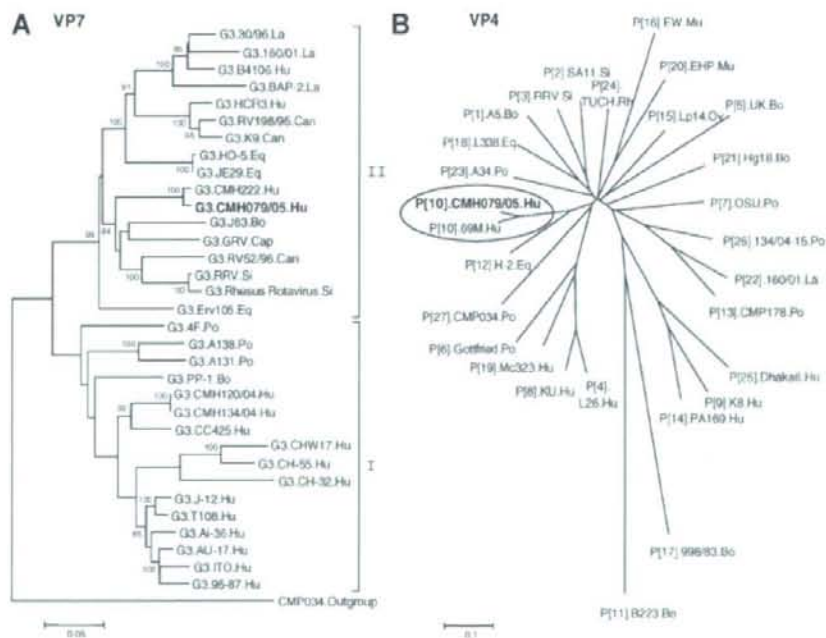 A VP7
G3.30/96.La
G3.160/01.La
G3.B4106.Hu
G3.BAP-2.La
G3.HCR3.Hu
G3.RV198/95.Can
G3.K9.Can
G3.HO-5.Eq
G3.JE29.Eq
G3.CMH222.Hu
G3.CMH079/05.Hu
G3.J63.Bo
G3.GRV.Cap
G3.RV52/96.Can
G3.RRV.Si
G3.Rhesus Rotavirus.Si
G3.Erv105.Eq
II
G3.4F.Po
G3.A138.Po
G3.A131.Po
G3.PP-1.Bo
G3.CMH120/04.Hu
G3.CMH134/04.Hu
G3.CC425.Hu
G3.CHW17.Hu
G3.CH-55.Hu
G3.CH-32.Hu
G3.J-12.Hu
G3.T108.Hu
G3.Ai-36.Hu
G3.AU-17.Hu
G3.ITO.Hu
G3.96-87.Hu
I
CMP034.Outgroup
0.05
B VP4
P[16].EW.Mu
P[20].EHP.Mu
P[2].SA11.Si
P[24].
TUCH.Rh
P[3].RRV.Si
P[15].Lp14.Ov
P[5].UK.Bo
P[1].A5.Bo
P[18].L338.Eq
P[21].Hg18.Bo
P[23].A34.Po
P[10].CMH079/05.Hu
P[7].OSU.Po
P[10].69M.Hu
P[26].134/04-15.Po
P[12].H-2.Eq
P[22].160/01.La
P[13].CMP178.Po
P[27].CMP034.Po
P[6].Gottfried.Po
P[19].Mc323.Hu
P[25].Dhaka6.Hu
P[8].KU.Hu
P[4].
L26.Hu
P[9].K8.Hu
P[14].PA169.Hu
P[17].993/83.Bo
P[11].B223.Bo
0.1